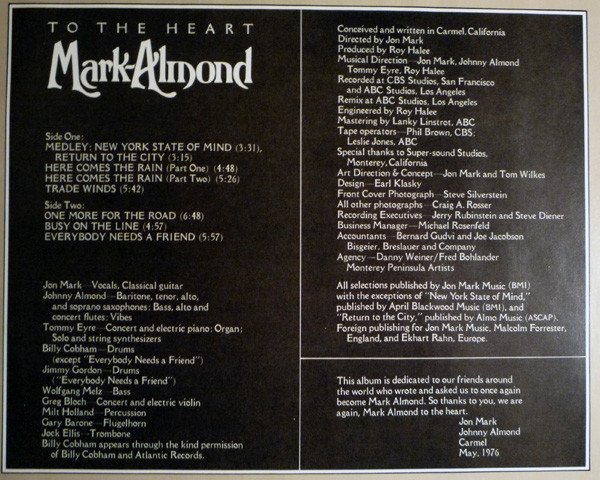 TO THE HEART
Mark-Almond
Side One:
MEDLEY: NEW YORK STATE OF MIND (3:31),
RETURN TO THE CITY (3:15)
HERE COMES THE RAIN (Part One) (4:48)
HERE COMES THE RAIN (Part Two) (5:26)
TRADE WINDS (5:42)
Side Two:
ONE MORE FOR THE ROAD (6:48)
BUSY ON THE LINE (4:57)
EVERYBODY NEEDS A FRIEND (5:57)
Jon Mark—Vocals, Classical guitar
Johnny Almond—Baritone, tenor, alto,
and soprano saxophones: Bass, alto and
concert flutes: Vibes
Tommy Eyre—Concert and electric piano: Organ;
Solo and string synthesizers
Billy Cobham—Drums
(except "Everybody Needs a Friend")
Jimmy Gordon—Drums
("Everybody Needs a Friend")
Wolfgang Melz—Bass
Greg Bloch—Concert and electric violin
Milt Holland—Percussion
Gary Barone—Flugelhorn
Jock Ellis—Trombone
Billy Cobham appears through the kind permission
of Billy Cobham and Atlantic Records.
Conceived and written in Carmel, California
Directed by Jon Mark
Produced by Roy Halee
Musical Direction—Jon Mark, Johnny Almond
Tommy Eyre, Roy Halee
Recorded at CBS Studios, San Francisco
and ABC Studios, Los Angeles
Remix at ABC Studios, Los Angeles
Engineered by Roy Halee
Mastering by Lanky Linstrot, ABC
Tape operators—Phil Brown, CBS;
Leslie Jones, ABC
Special thanks to Super-sound Studios,
Monterey, California
Art Direction & Concept—Jon Mark and Tom Wilkes
Design—Earl Klasky
Front Cover Photograph—Steve Silverstein
All other photographs—Craig A. Rosser
Recording Executives—Jerry Rubinstein and Steve Diener
Business Manager—Michael Rosenfeld
Accountants—Bernard Gudvi and Joe Jacobson
Bisgeier, Breslauer and Company
Agency—Danny Weiner/Fred Bohlander
Monterey Peninsula Artists
All selections published by Jon Mark Music (BMI)
with the exceptions of "New York State of Mind,"
published by April Blackwood Music (BMI), and
"Return to the City," published by Almo Music (ASCAP).
Foreign publishing for Jon Mark Music, Malcolm Forrester,
England, and Ekhart Rahn, Europe.
This album is dedicated to our friends around
the world who wrote and asked us to once again
become Mark Almond. So thanks to you, we are
again, Mark Almond to the heart.
Jon Mark
Johnny Almond
Carmel
May, 1976